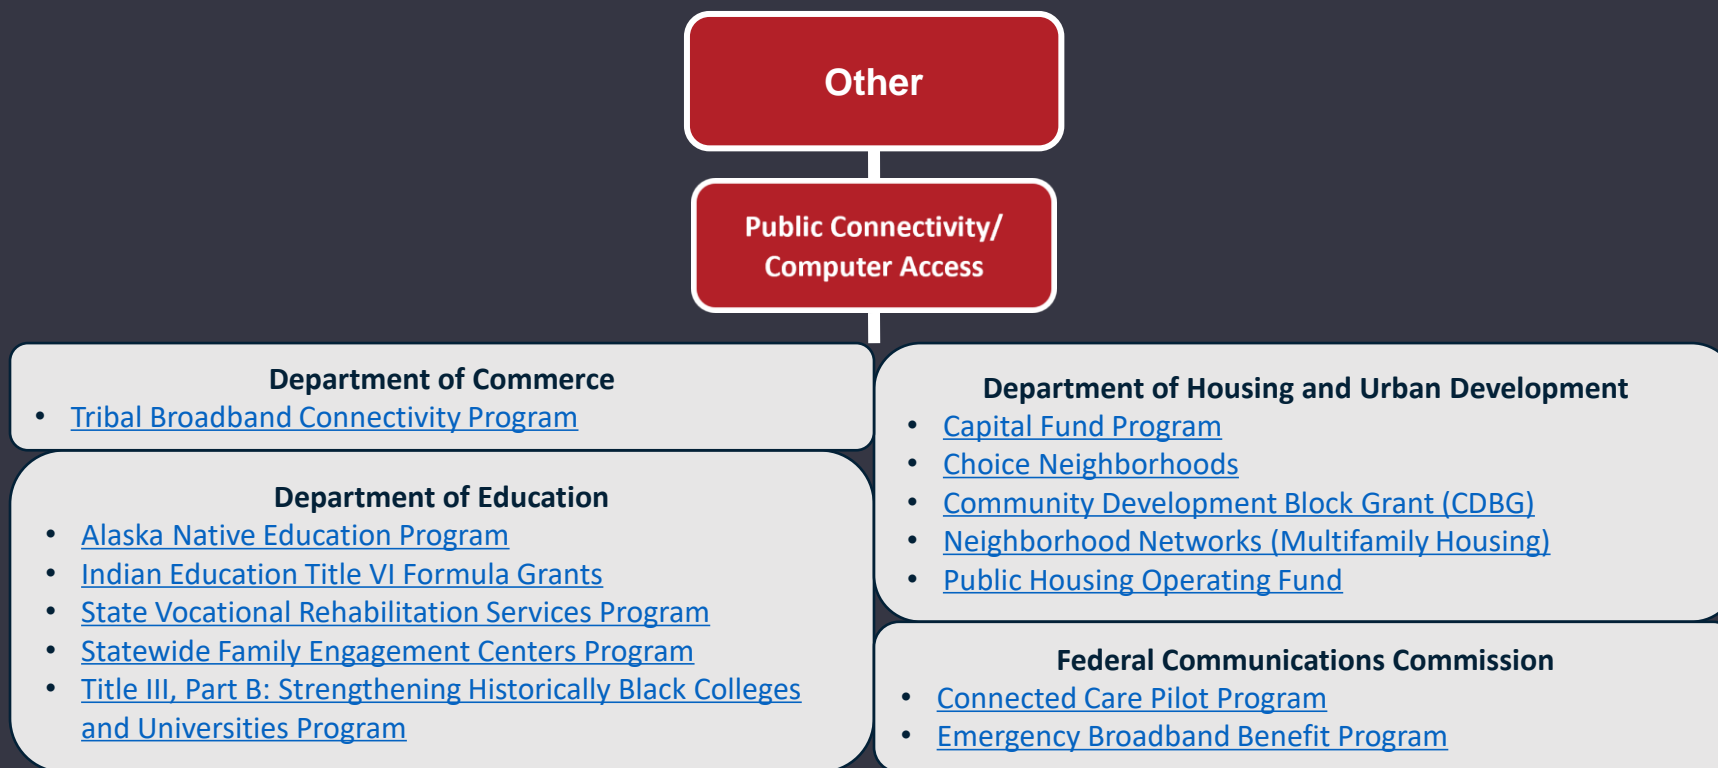 Other
Public Connectivity/
Computer Access
Department of Commerce
• Tribal Broadband Connectivity Program
Department of Education
• Alaska Native Education Program
• Indian Education Title VI Formula Grants
• State Vocational Rehabilitation Services Program
• Statewide Family Engagement Centers Program
• Title III, Part B: Strengthening Historically Black Colleges
and Universities Program
Department of Housing and Urban Development
• Capital Fund Program
• Choice Neighborhoods
• Community Development Block Grant (CDBG)
• Neighborhood Networks (Multifamily Housing)
• Public Housing Operating Fund
Federal Communications Commission
• Connected Care Pilot Program
• Emergency Broadband Benefit Program